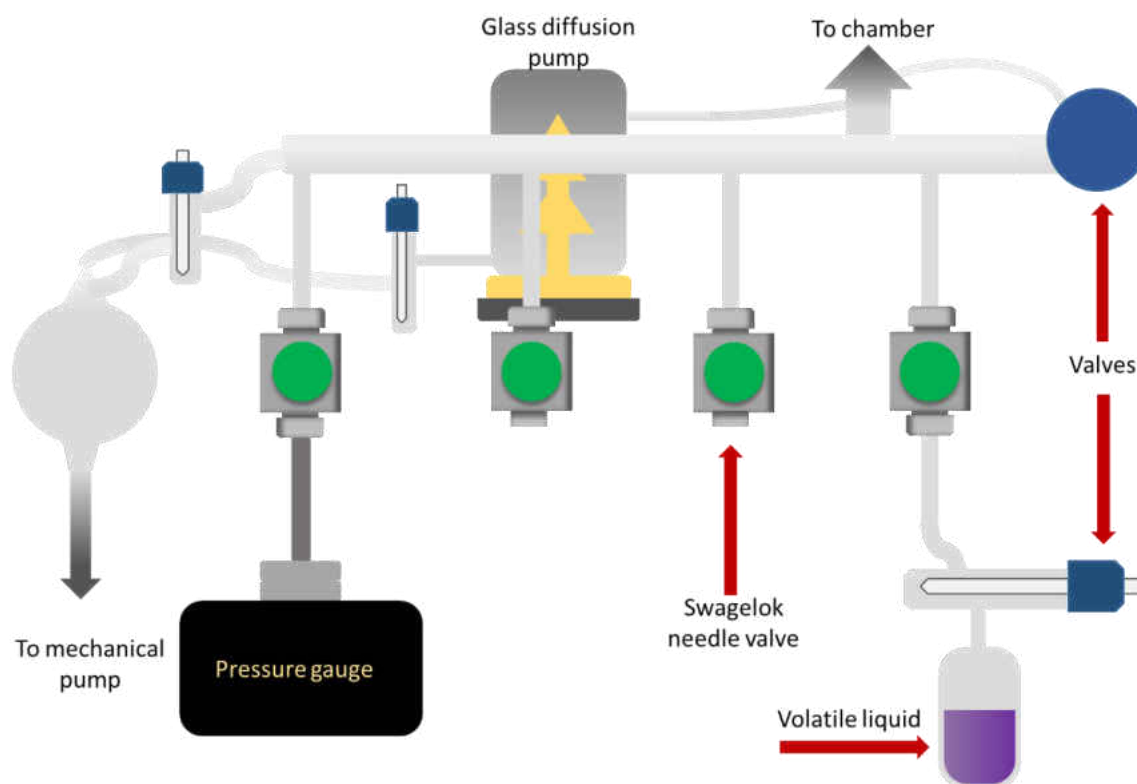 Glass diffusion
pump
To chamber
Valves
Swagelok
needle valve
To mechanical
pump
Pressure gauge
Volatile liquid